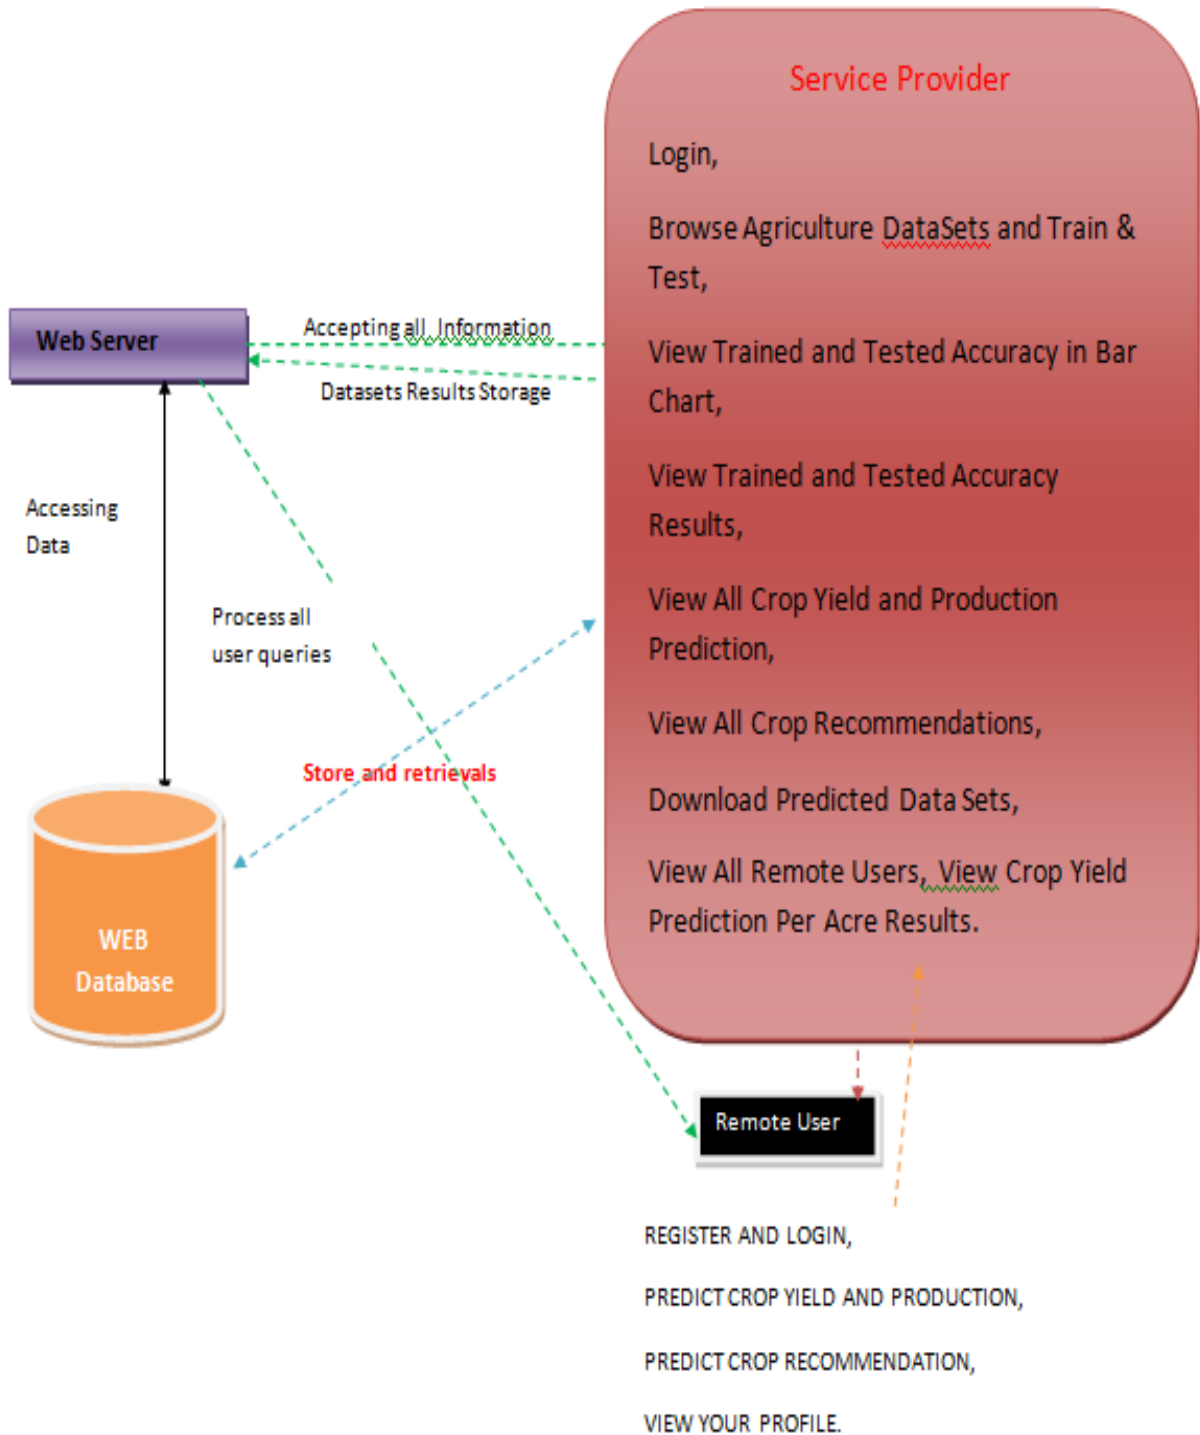 Service Provider
Login,
Browse Agriculture DataSets and Train &
Test,
View Trained and Tested Accuracy in Bar
Chart,
View Trained and Tested Accuracy
Results,
View All Crop Yield and Production
Prediction,
View All Crop Recommendations,
Download Predicted Data Sets,
View All Remote Users, View Crop Yield
Prediction Per Acre Results.
Web Server
Accepting all Information
Datasets Results Storage
Accessing
Data
Process all
user queries
Store and retrievals
WEB
Database
Remote User
REGISTER AND LOGIN,
PREDICT CROP YIELD AND PRODUCTION,
PREDICT CROP RECOMMENDATION,
VIEW YOUR PROFILE.